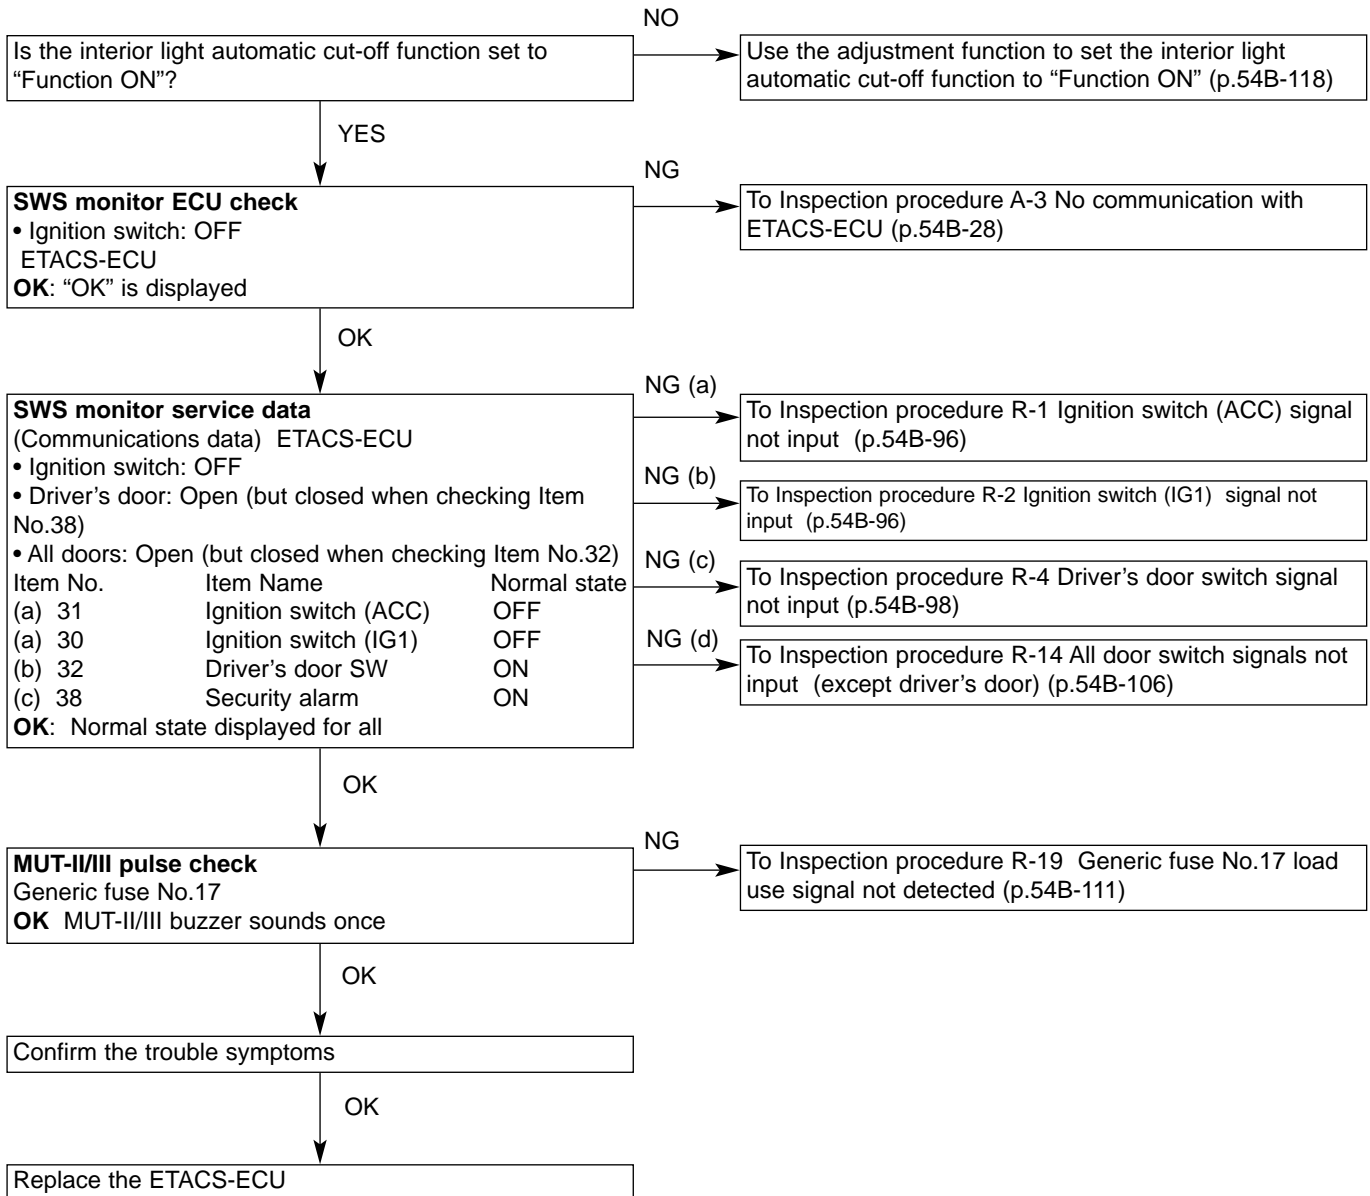 NO
Is the interior light automatic cut-off function set to
“Function ON”?
Use the adjustment function to set the interior light
automatic cut-off function to “Function ON” (p.54B-118)
YES
NG
SWS monitor ECU check
• Ignition switch: OFF
ETACS-ECU
OK: “OK” is displayed
To Inspection procedure A-3 No communication with
ETACS-ECU (p.54B-28)
OK
SWS monitor service data
(Communications data) ETACS-ECU
• Ignition switch: OFF
• Driver’s door: Open (but closed when checking Item
No.38)
• All doors: Open (but closed when checking Item No.32)
Item No. Item Name Normal state
(a) 31 Ignition switch (ACC) OFF
(a) 30 Ignition switch (IG1) OFF
(b) 32 Driver’s door SW ON
(c) 38 Security alarm ON
OK: Normal state displayed for all
NG (a)
To Inspection procedure R-1 Ignition switch (ACC) signal
not input (p.54B-96)
NG (b)
To Inspection procedure R-2 Ignition switch (IG1) signal not
input (p.54B-96)
NG (c)
To Inspection procedure R-4 Driver’s door switch signal
not input (p.54B-98)
NG (d)
To Inspection procedure R-14 All door switch signals not
input (except driver’s door) (p.54B-106)
OK
NG
MUT-II/III pulse check
Generic fuse No.17
OK MUT-II/III buzzer sounds once
To Inspection procedure R-19 Generic fuse No.17 load
use signal not detected (p.54B-111)
OK
Confirm the trouble symptoms
OK
Replace the ETACS-ECU